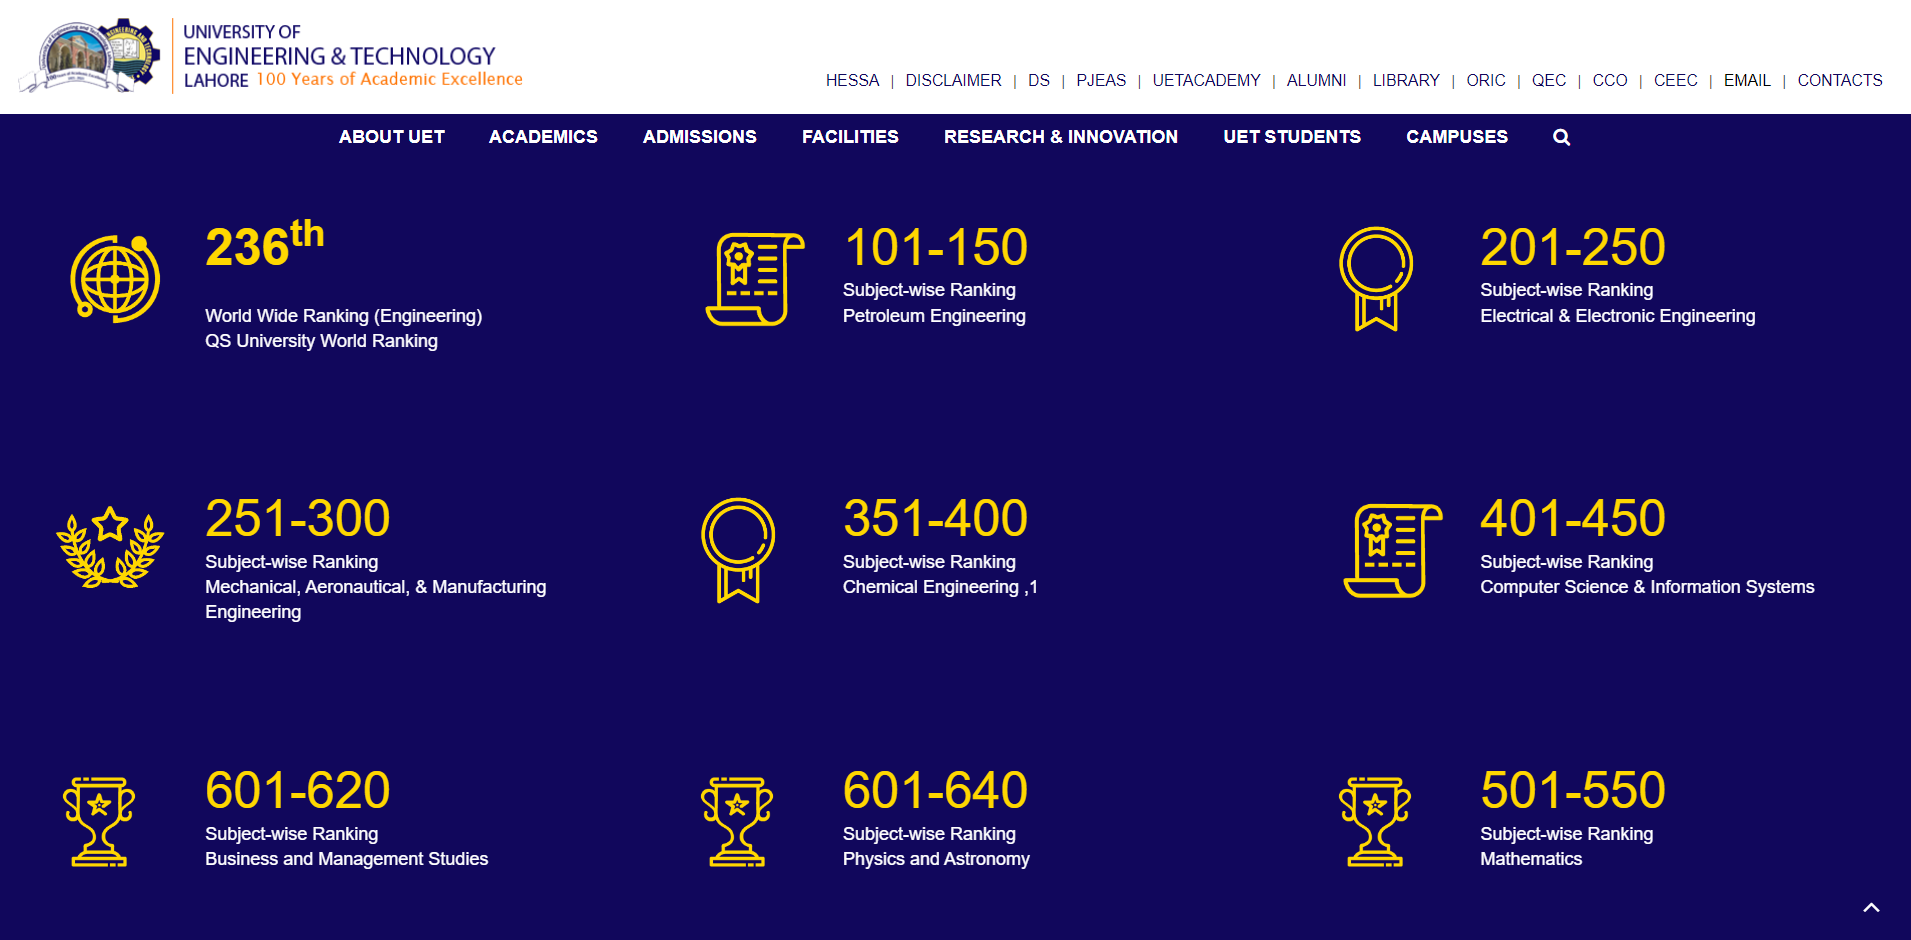 UNIVERSITY OF
ENGINEERING & TECHNOLOGY
LAHORE 100 Years of Academic Excellence
HESSA | DISCLAIMER | DS | PJEAS | UETACADEMY | ALUMNI | LIBRARY | ORIC | QEC | CCO | CEEC | EMAIL | CONTACTS
ABOUT UET ACADEMICS ADMISSIONS FACILITIES RESEARCH & INNOVATION UET STUDENTS CAMPUSES
236th
World Wide Ranking (Engineering)
QS University World Ranking
101-150
Subject-wise Ranking
Petroleum Engineering
201-250
Subject-wise Ranking
Electrical & Electronic Engineering
251-300
Subject-wise Ranking
Mechanical, Aeronautical, & Manufacturing
Engineering
351-400
Subject-wise Ranking
Chemical Engineering ,1
401-450
Subject-wise Ranking
Computer Science & Information Systems
601-620
Subject-wise Ranking
Business and Management Studies
601-640
Subject-wise Ranking
Physics and Astronomy
501-550
Subject-wise Ranking
Mathematics